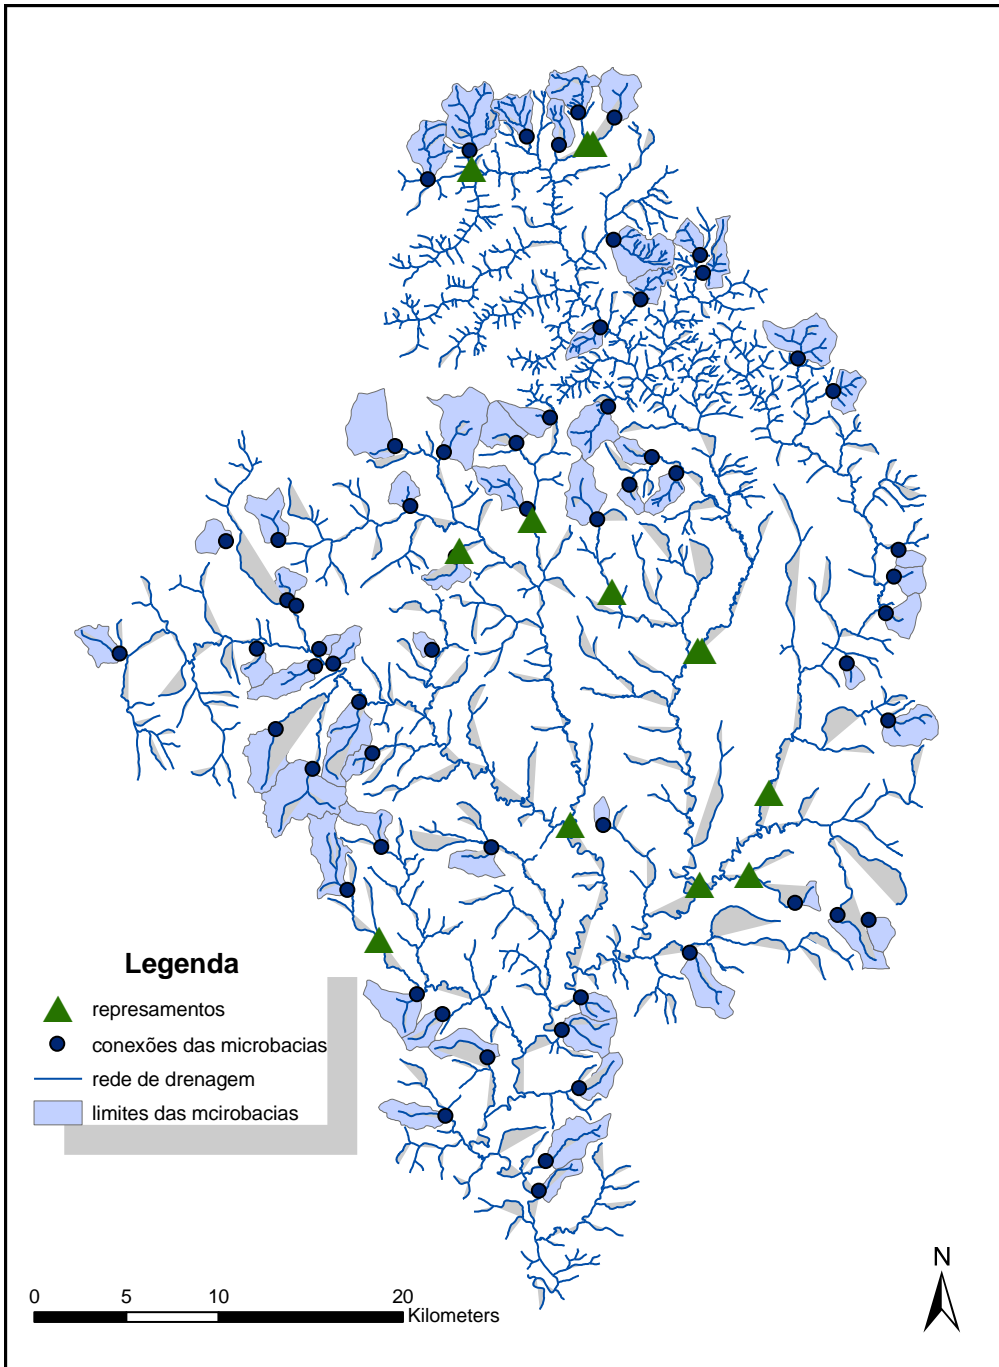 Legenda
represamentos
conexões das microbacias
rede de drenagem
limites das mcirobacias
0 5 10 20
Kilometers
N